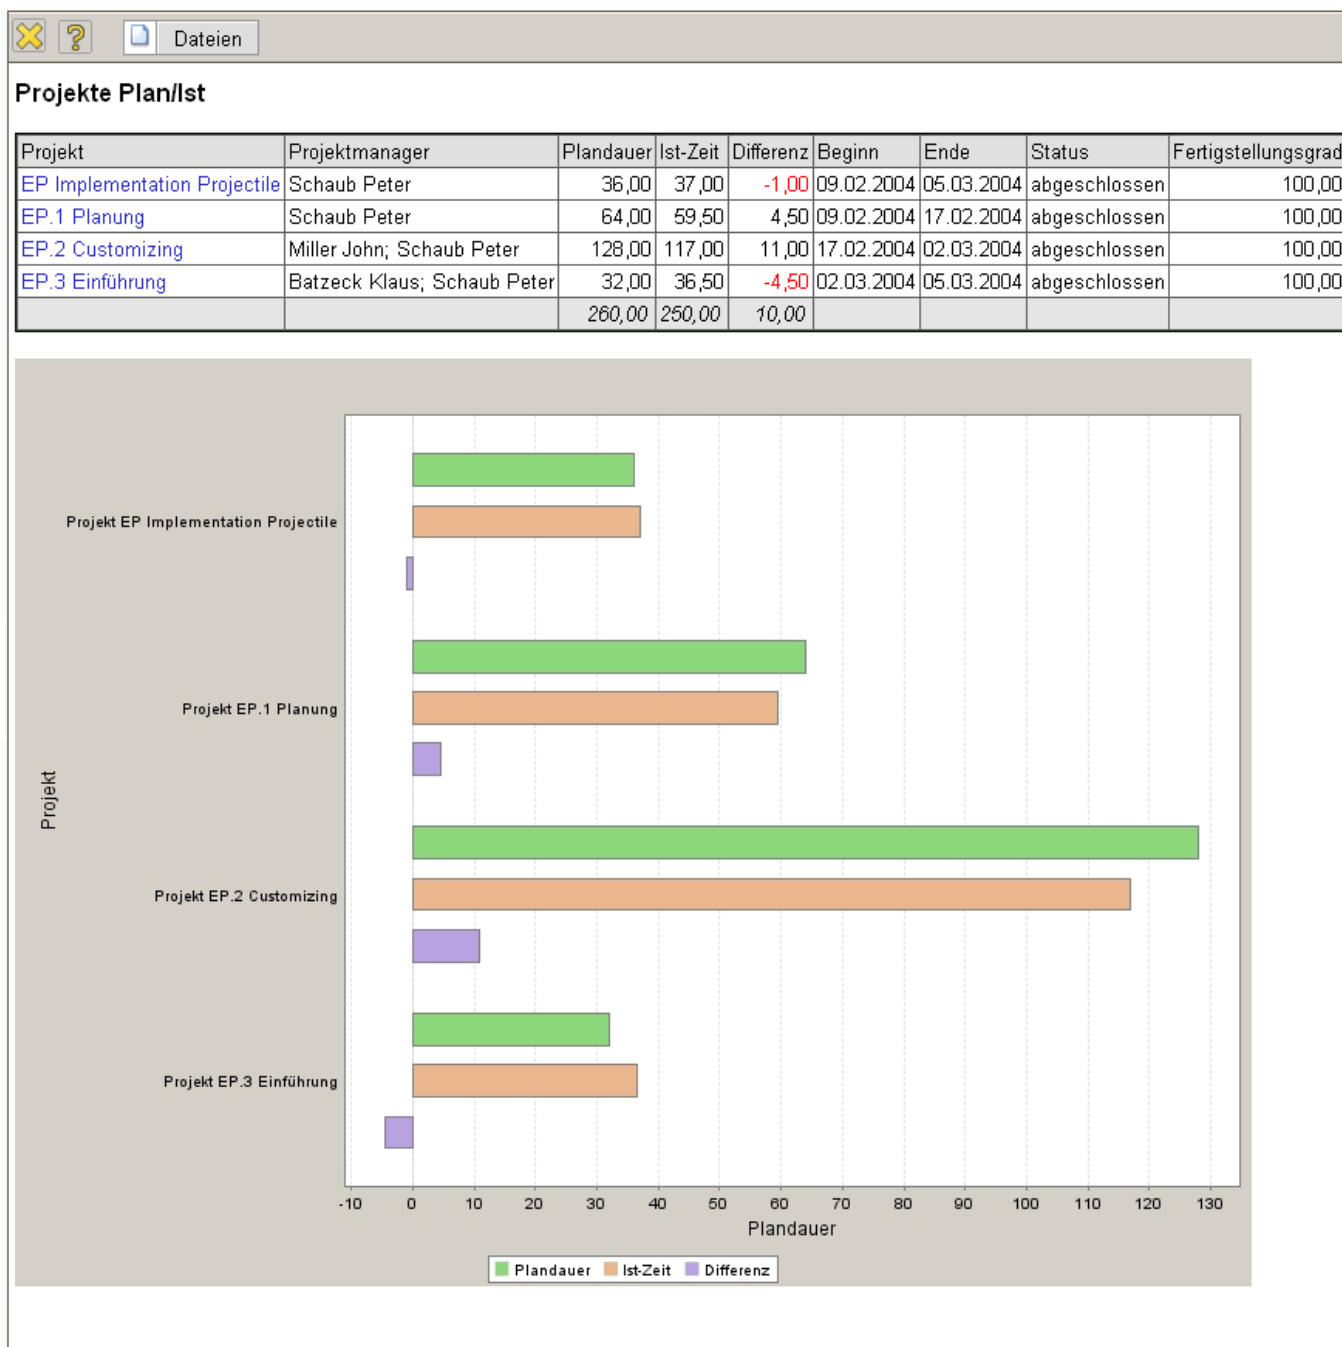 Dateien
Projekte Plan/Ist
Projekt Projektmanager Plandauer Ist-Zeit Differenz Beginn Ende Status Fertigstellungsgrad
EP Implementation Projectile Schaub Peter 36,00 37,00 -1,00 09.02.2004 05.03.2004 abgeschlossen 100,00
EP.1 Planung Schaub Peter 64,00 59,50 4,50 09.02.2004 17.02.2004 abgeschlossen 100,00
EP.2 Customizing Miller John; Schaub Peter 128,00 117,00 11,00 17.02.2004 02.03.2004 abgeschlossen 100,00
EP.3 Einführung Batzeck Klaus; Schaub Peter 32,00 36,50 -4,50 02.03.2004 05.03.2004 abgeschlossen 100,00
260,00 250,00 10,00
Projekt EP Implementation Projectile
Projekt EP.1 Planung
Projekt
Projekt EP.2 Customizing
Projekt EP.3 Einführung
-10 0 10 20 30 40 50 60 70 80 90 100 110 120 130
Plandauer
Plandauer Ist-Zeit Differenz